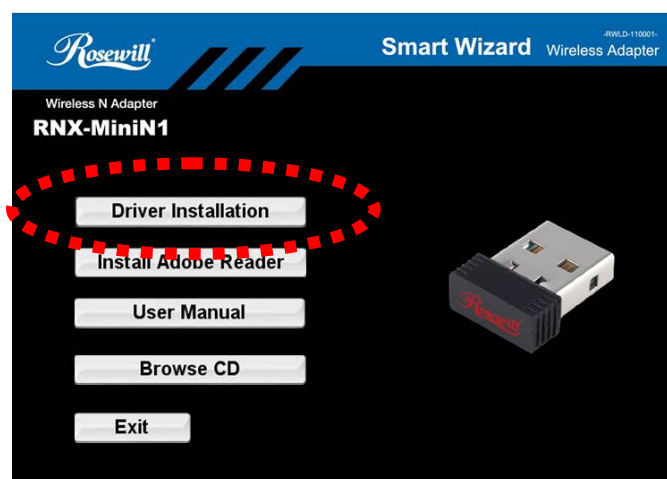 Rosewill
Smart Wizard Wireless Adapter
-RWLD-110001-
Wireless N Adapter
RNX-MiniN1
Driver Installation
Install Adobe Reader
User Manual
Browse CD
Exit
Rosewill